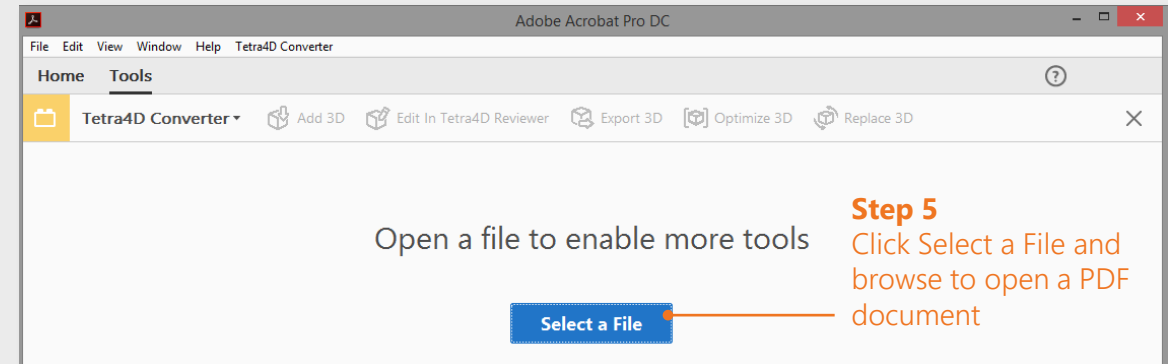 Adobe Acrobat Pro DC
File Edit View Window Help Tetra4D Converter
Home Tools
Tetra4D Converter Add 3D Edit In Tetra4D Reviewer Export 3D Optimize 3D Replace 3D
Open a file to enable more tools
Select a File
Step 5
Click Select a File and
browse to open a PDF
document